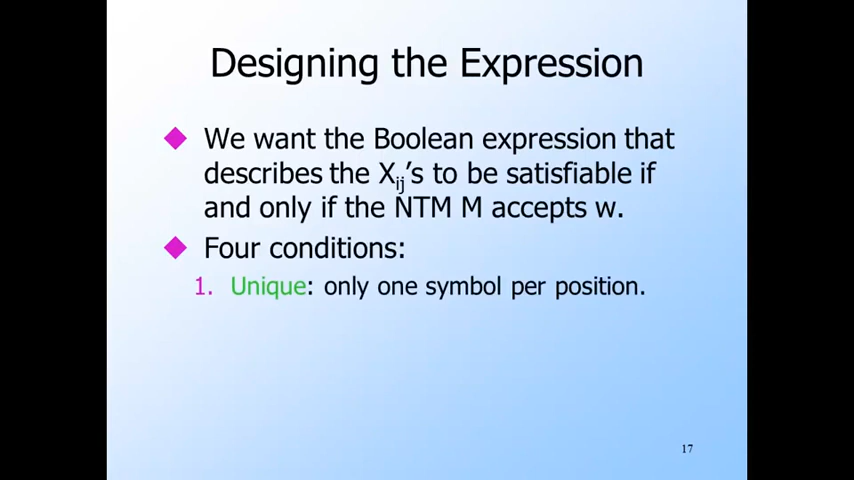 Designing the Expression
We want the Boolean expression that
describes the Xij's to be satisfiable if
and only if the NTM M accepts w.
Four conditions:
1. Unique: only one symbol per position.
17